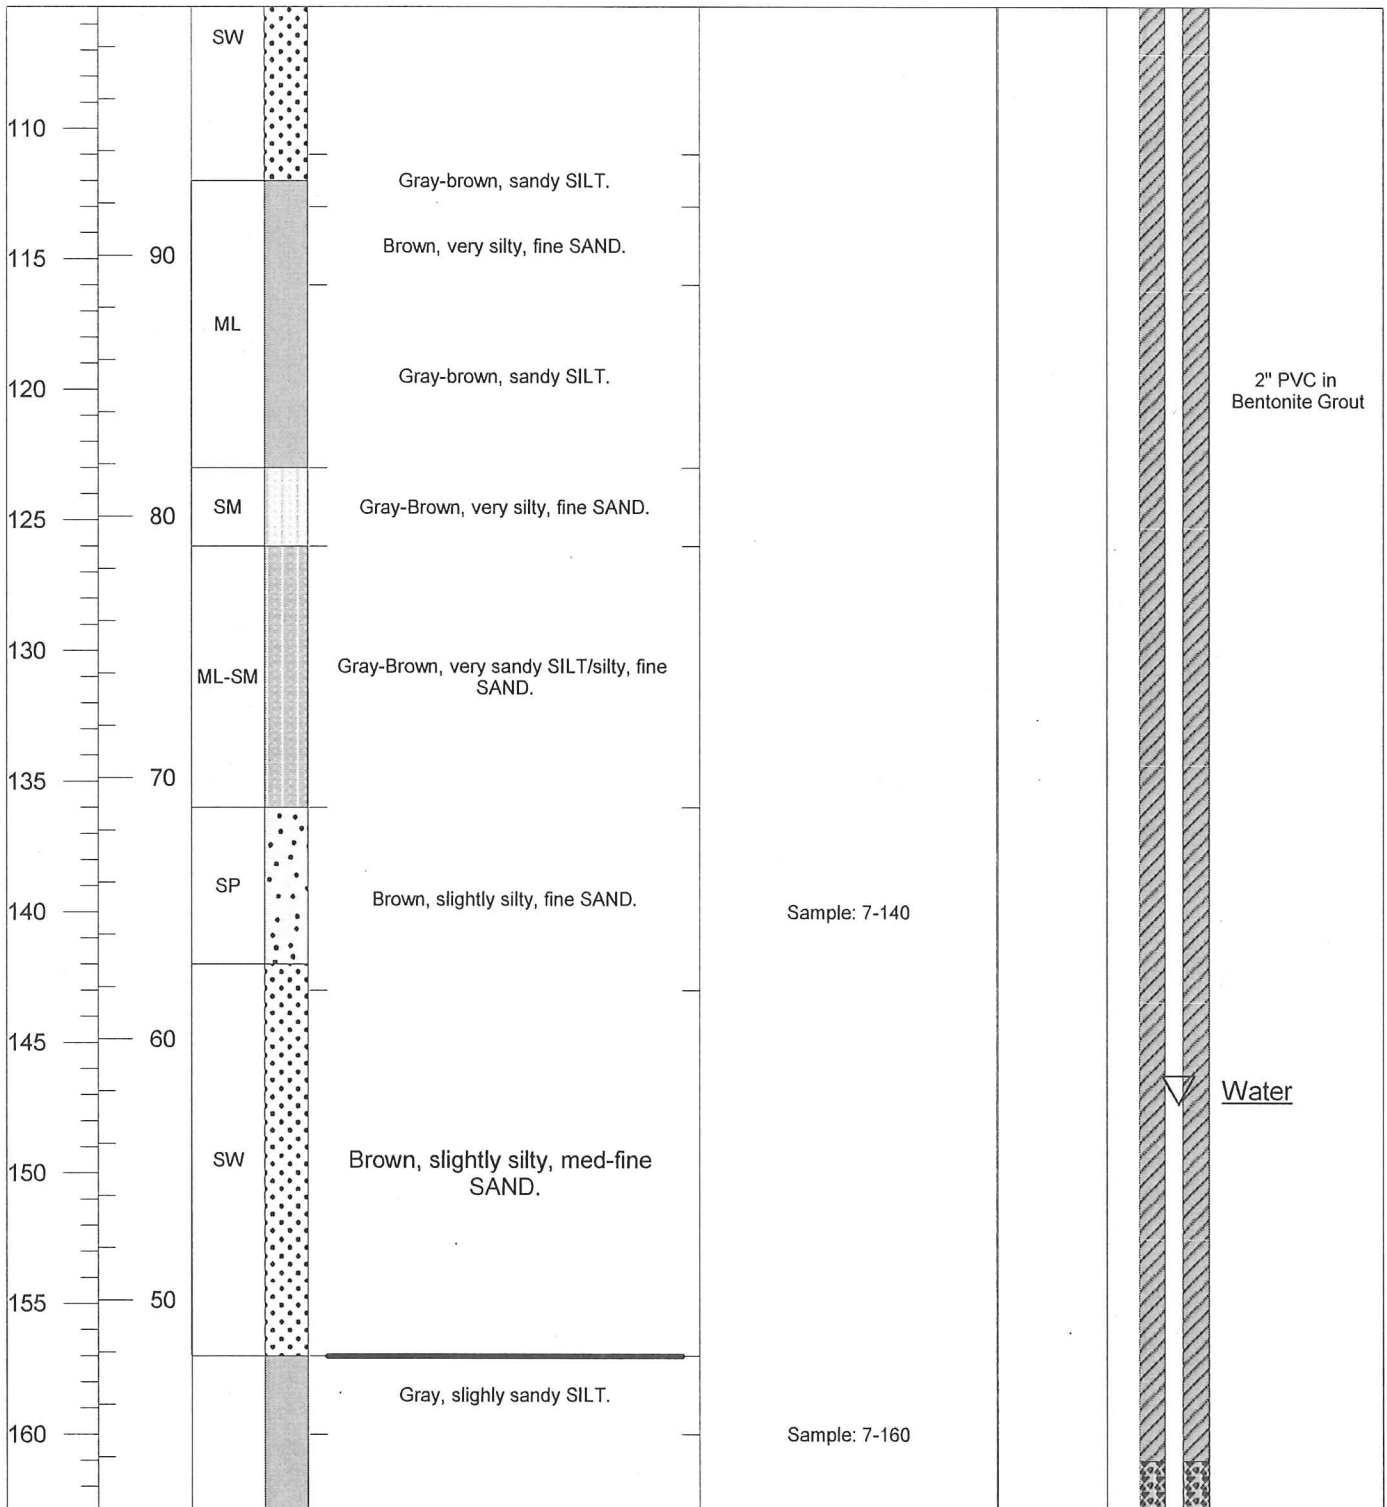 SW
110
Gray-brown, sandy SILT.
Brown, very silty, fine SAND.
115
90
ML
Gray-brown, sandy SILT.
120
2" PVC in
Bentonite Grout
SM
Gray-Brown, very silty, fine SAND.
125
80
130
ML-SM
Gray-Brown, very sandy SILT/silty, fine
SAND.
135
70
SP
Brown, slightly silty, fine SAND.
140
Sample: 7-140
145
60
Water
SW
Brown, slightly silty, med-fine
SAND.
150
155
50
Gray, slighly sandy SILT.
160
Sample: 7-160